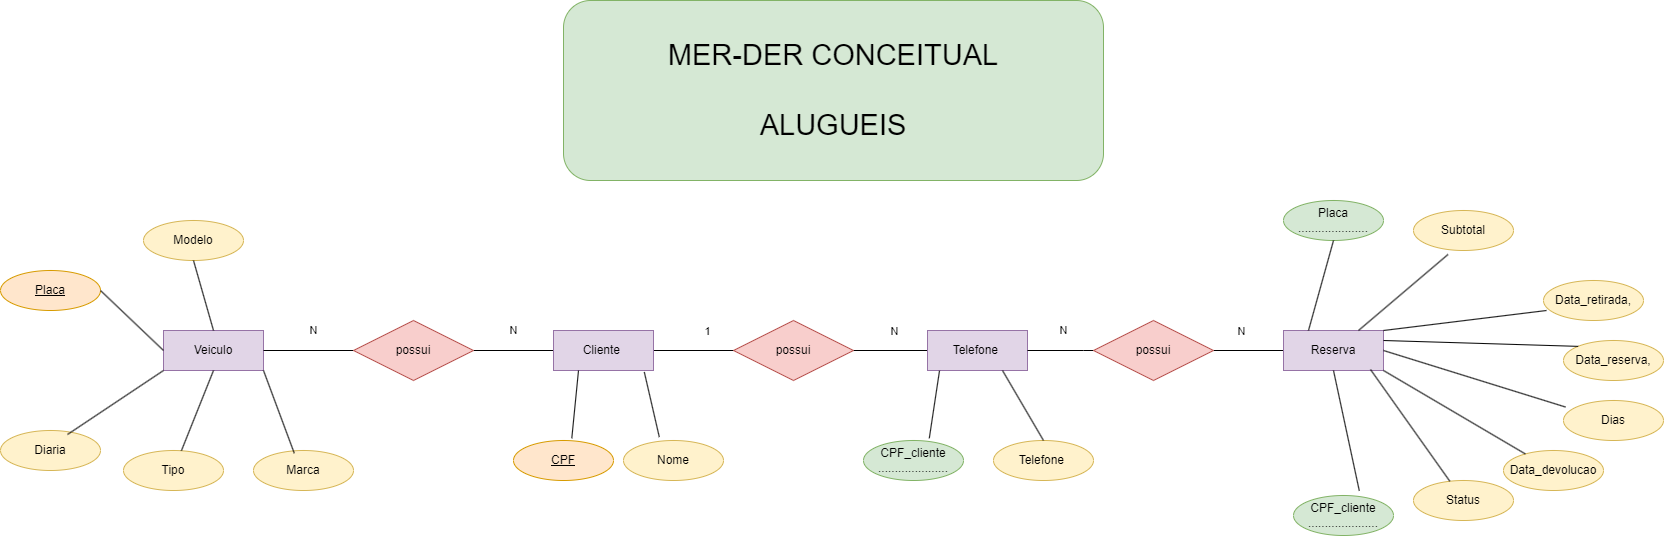 MER-DER CONCEITUAL
ALUGUEIS
Placa
.....................
Subtotal
Modelo
Placa
Data_retirada,
N
N
1
N
N
N
Veiculo
possui
Cliente
possui
Telefone
possui
Reserva
Data_reserva,
Dias
Diaria
Tipo
Marca
CPF
Nome
CPF_cliente
.....................
Telefone
Data_devolucao
Status
CPF_cliente
.....................